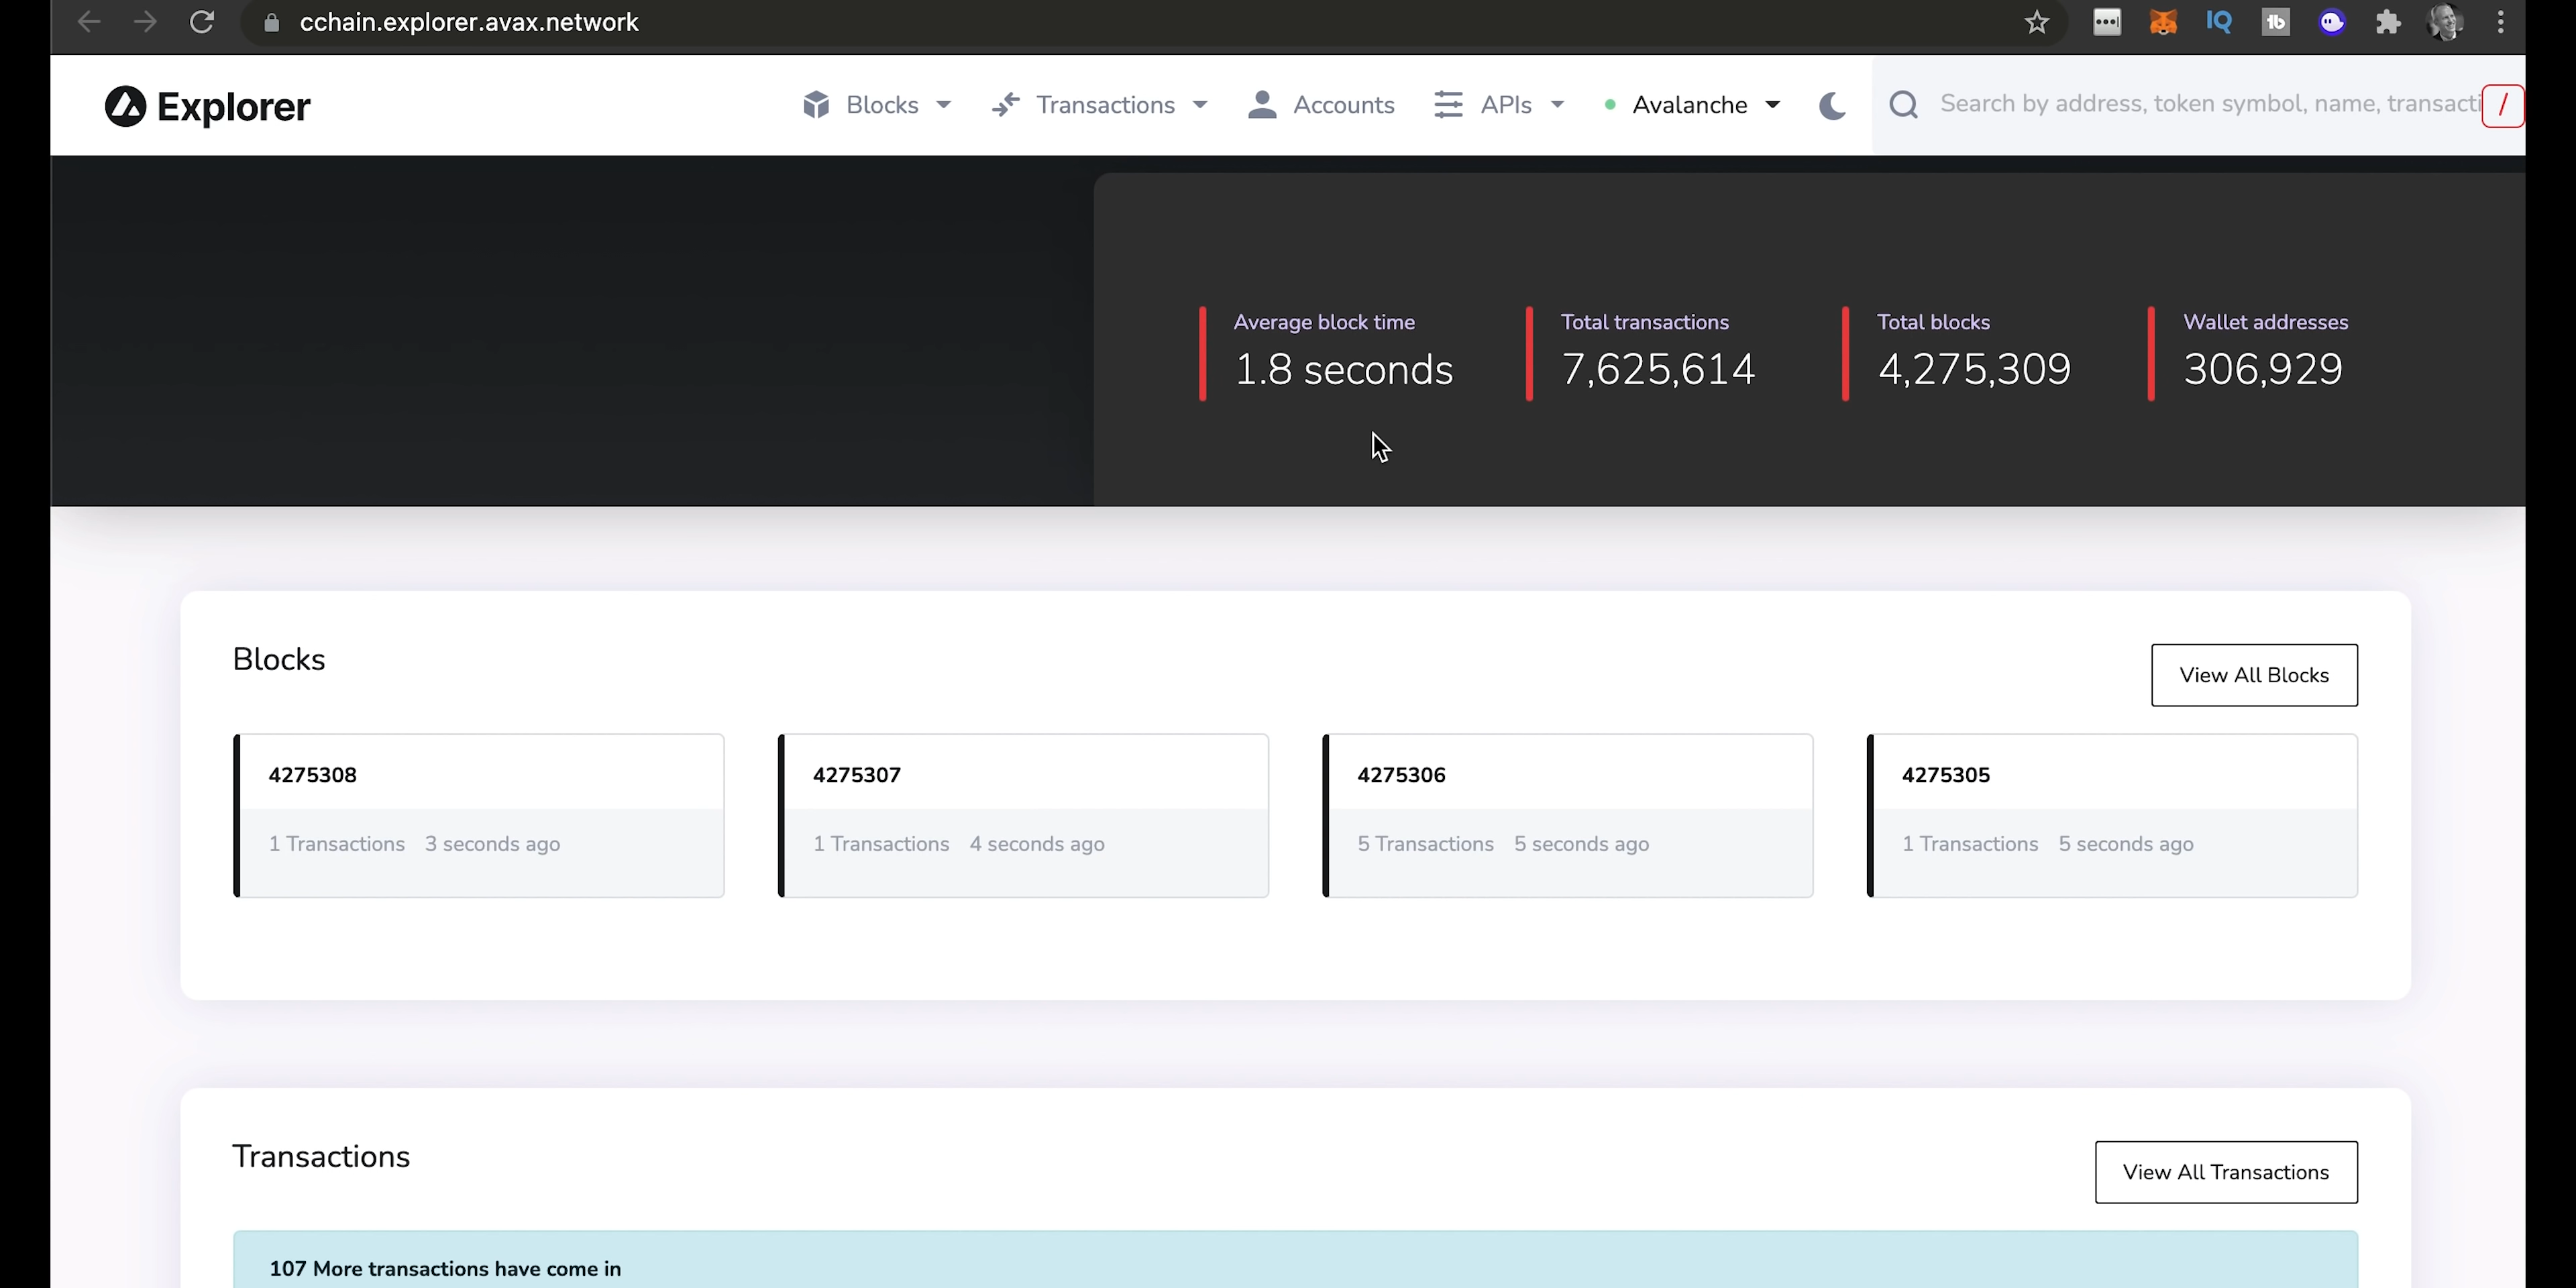 cchain.explorer.avax.network
Explorer
Blocks
Transactions
Accounts
APIs
Avalanche
Search by address, token symbol, name, transacti
/
Average block time
1.8 seconds
Total transactions
7,625,614
Total blocks
4,275,309
Wallet addresses
306,929
Blocks
View All Blocks
4275308
1 Transactions 3 seconds ago
4275307
1 Transactions 4 seconds ago
4275306
5 Transactions 5 seconds ago
4275305
1 Transactions 5 seconds ago
Transactions
View All Transactions
107 More transactions have come in